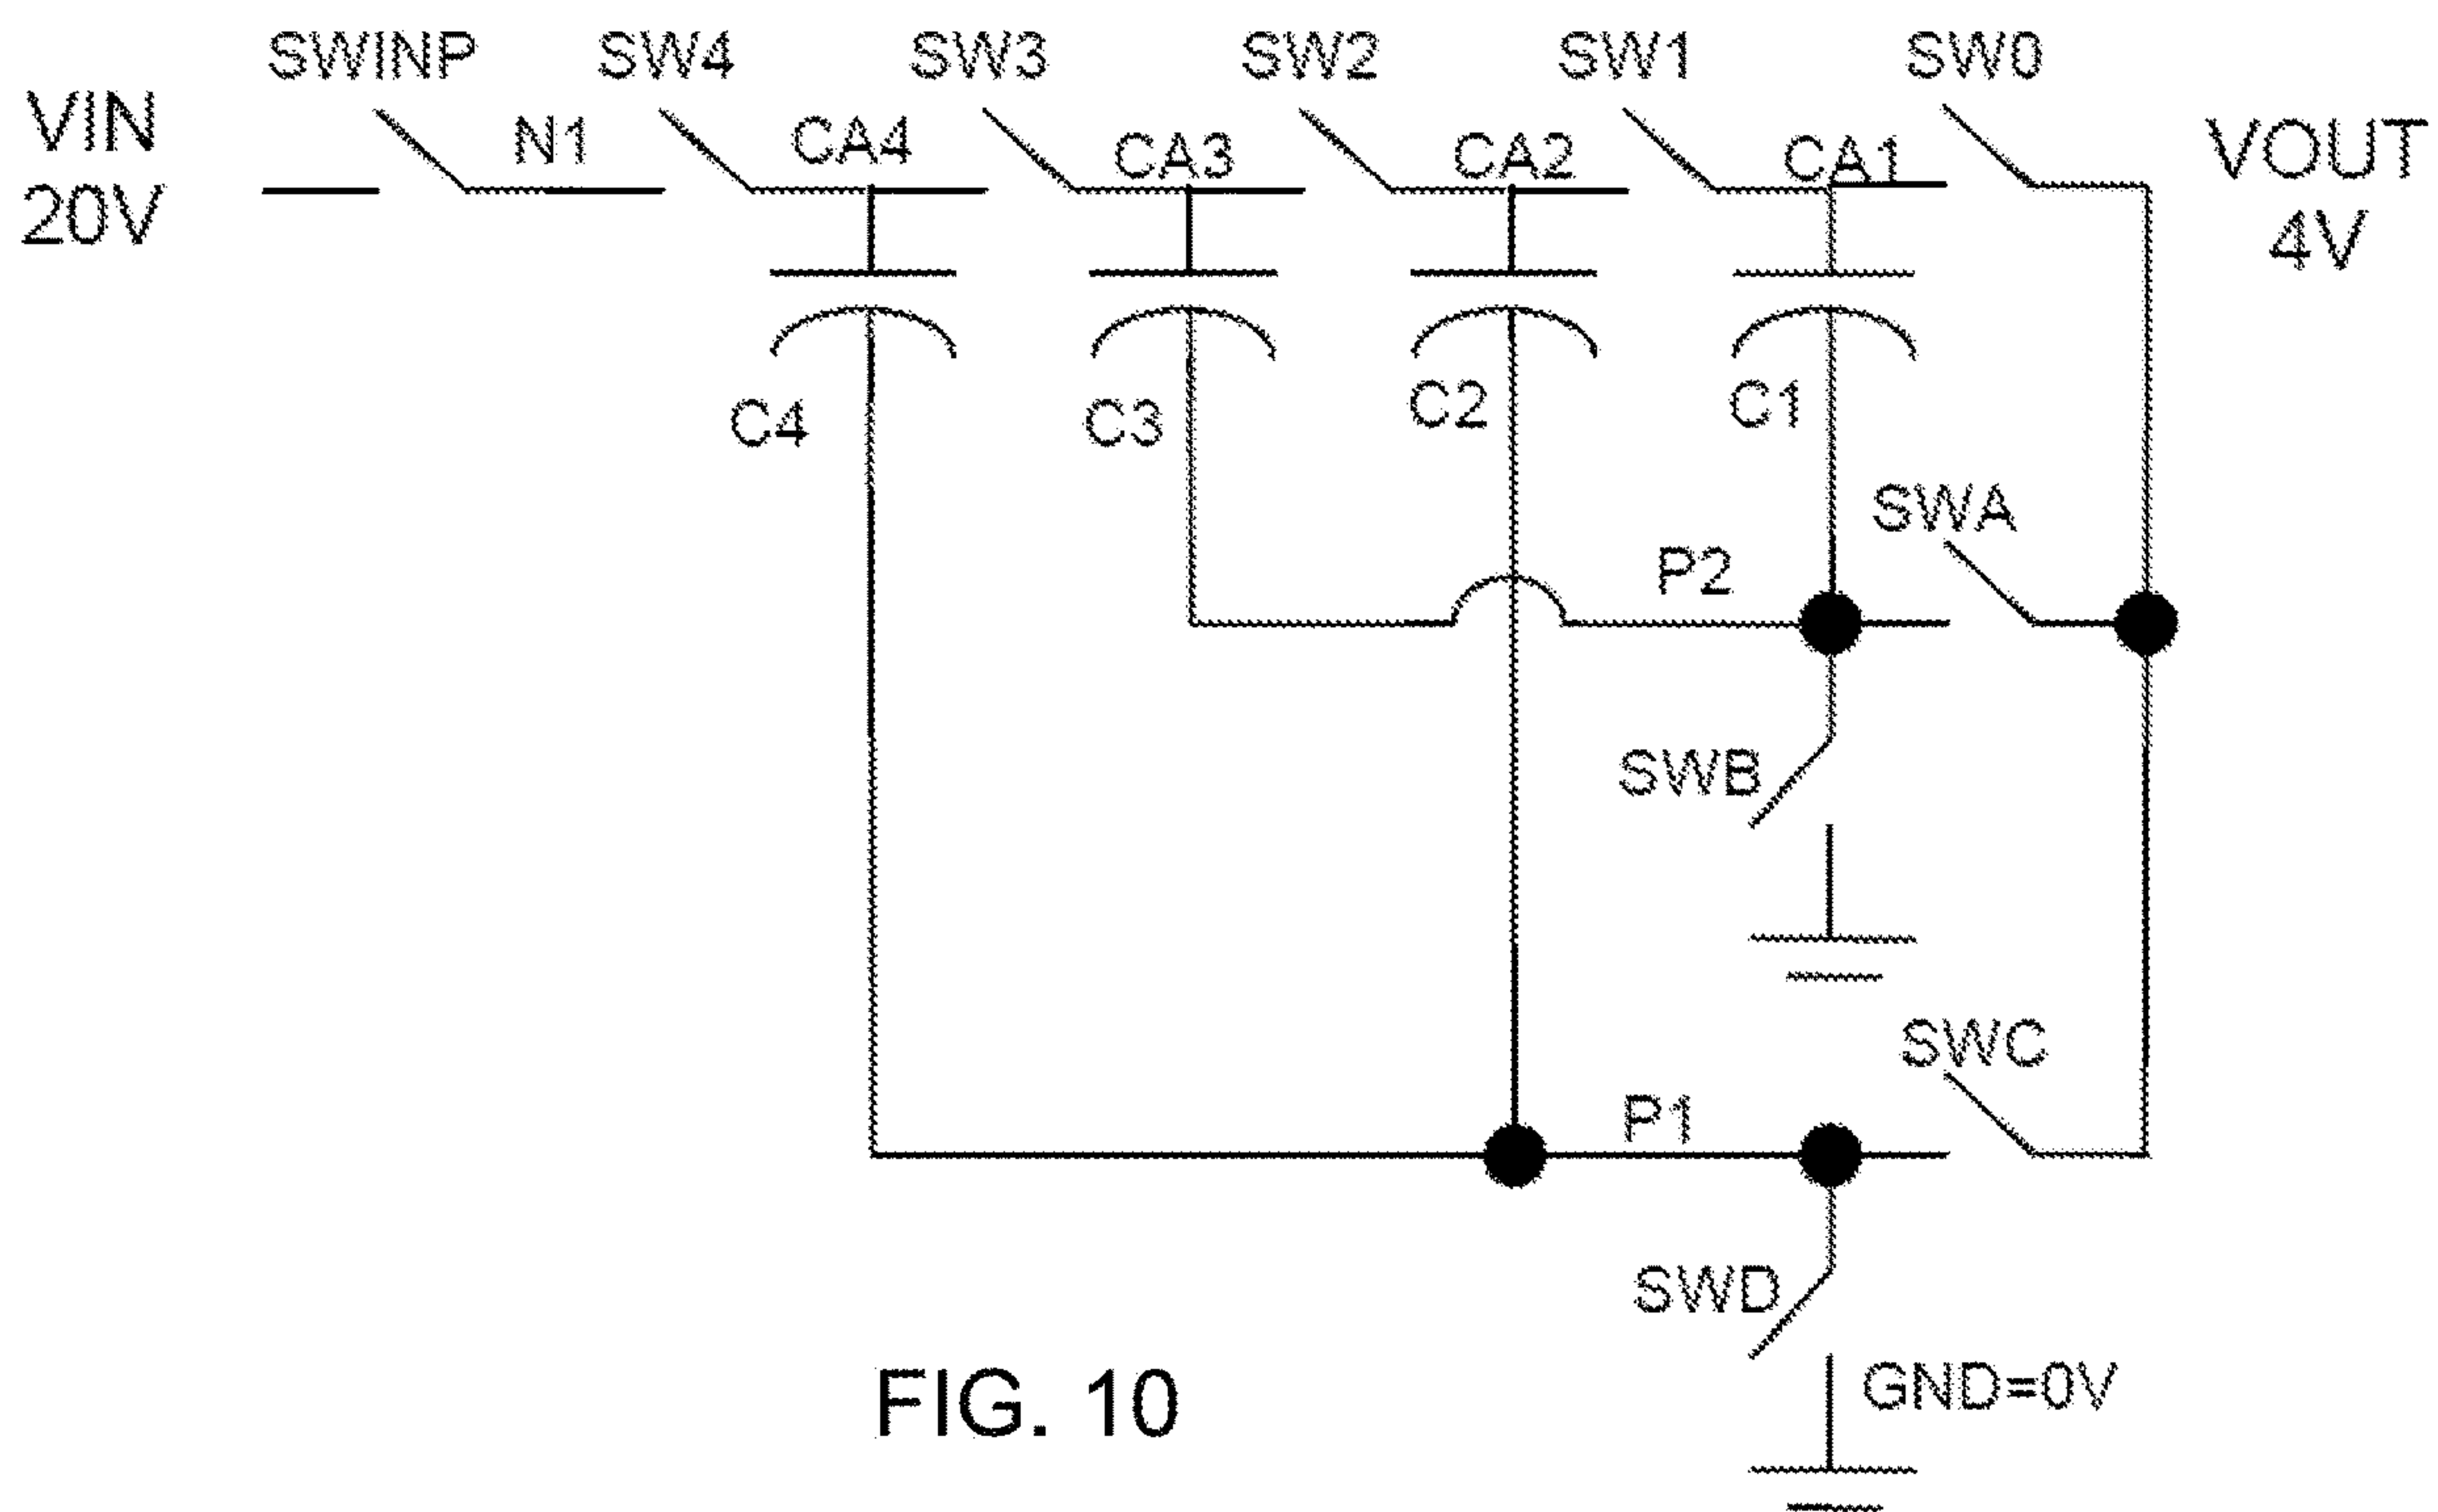 SWINP SW4 SW3 SW2 SW1 SW0
VIN N1 CA4 CA3 CA2 CA1 VOUT
20V 4V
C4 C3 C2 C1
SWA
P2
SWB
SWC
P1
SWD
GND=0V
FIG. 10